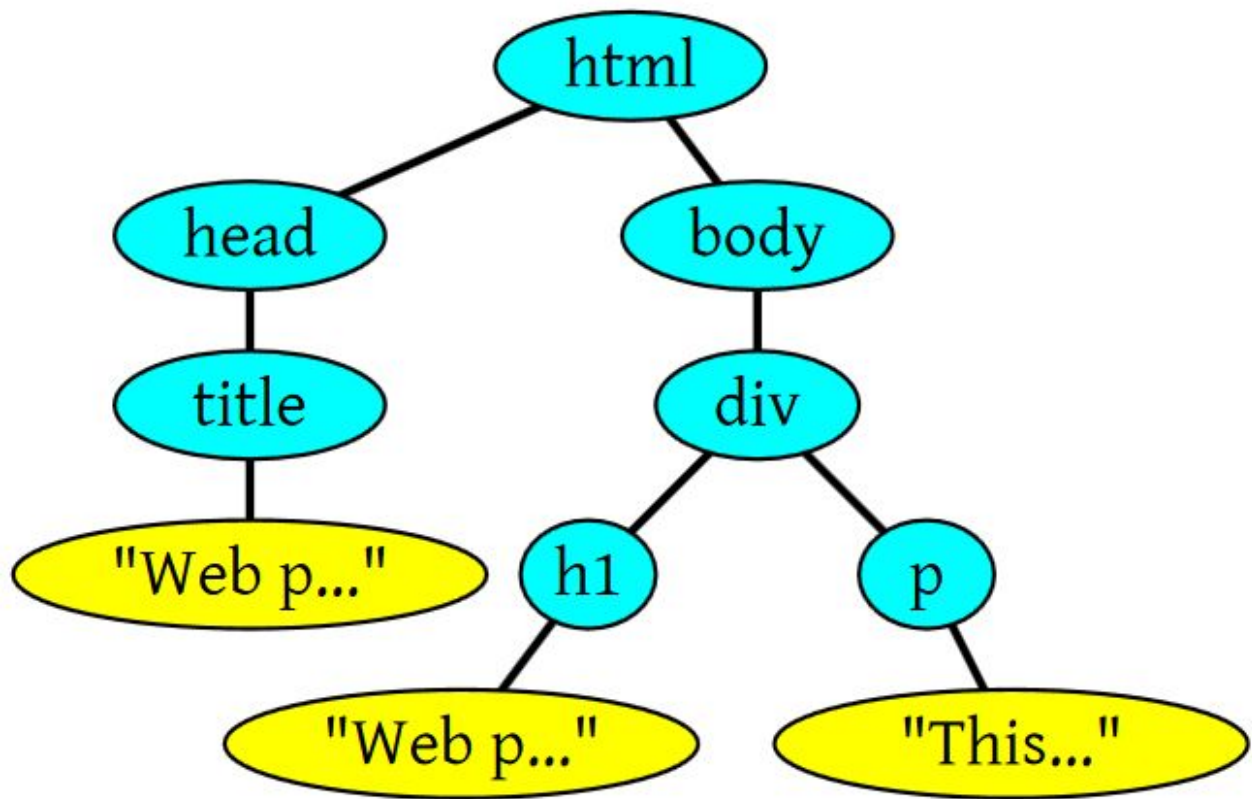 html
head
body
title
div
"Web p..."
h1
p
"Web p..."
"This..."